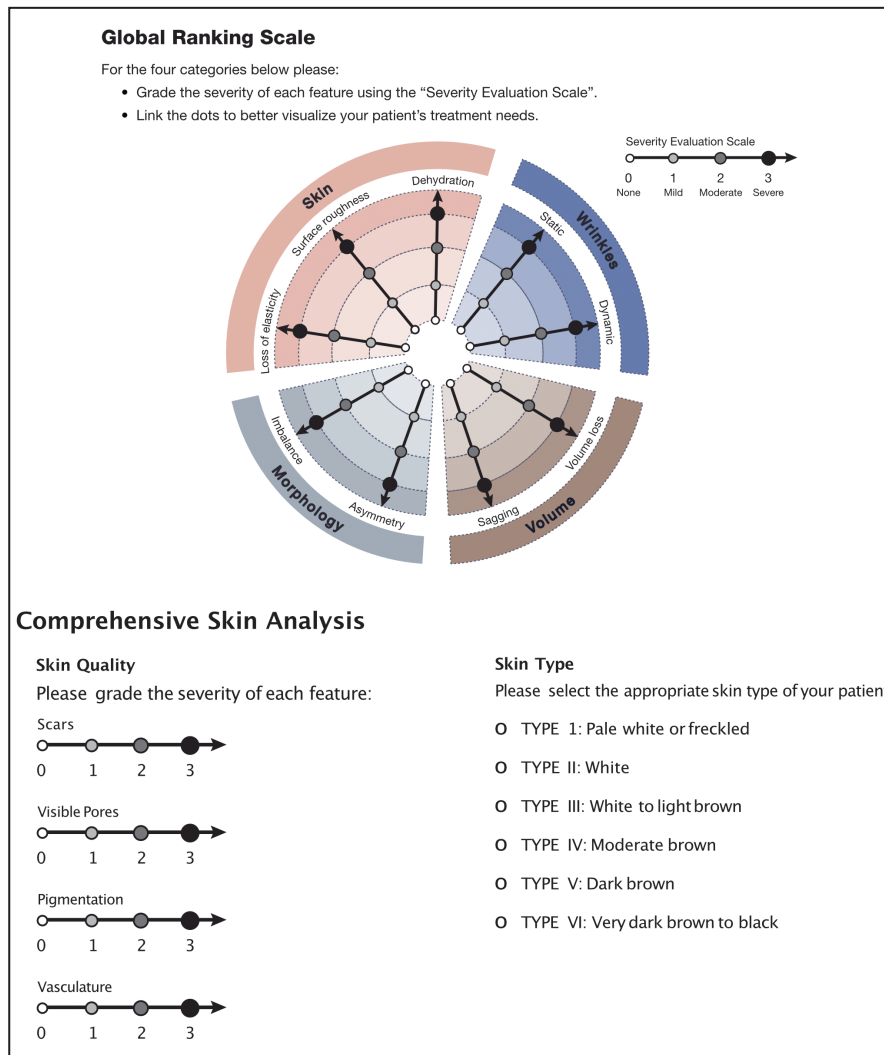 Global Ranking Scale
For the four categories below please:
• Grade the severity of each feature using the “Severity Evaluation Scale”.
• Link the dots to better visualize your patient’s treatment needs.
Severity Evaluation Scale
0 1 2 3
None Mild Moderate Severe
Skin
Dehydration
Surface roughness
Loss of elasticity
Wrinkles
Static
Dynamic
Morphology
Imbalance
Asymmetry
Volume
Volume loss
Sagging
Comprehensive Skin Analysis
Skin Quality
Please grade the severity of each feature:
Scars
0 1 2 3
Visible Pores
0 1 2 3
Pigmentation
0 1 2 3
Vasculature
0 1 2 3
Skin Type
Please select the appropriate skin type of your patien
O TYPE 1: Pale white or freckled
O TYPE II: White
O TYPE III: White to light brown
O TYPE IV: Moderate brown
O TYPE V: Dark brown
O TYPE VI: Very dark brown to black